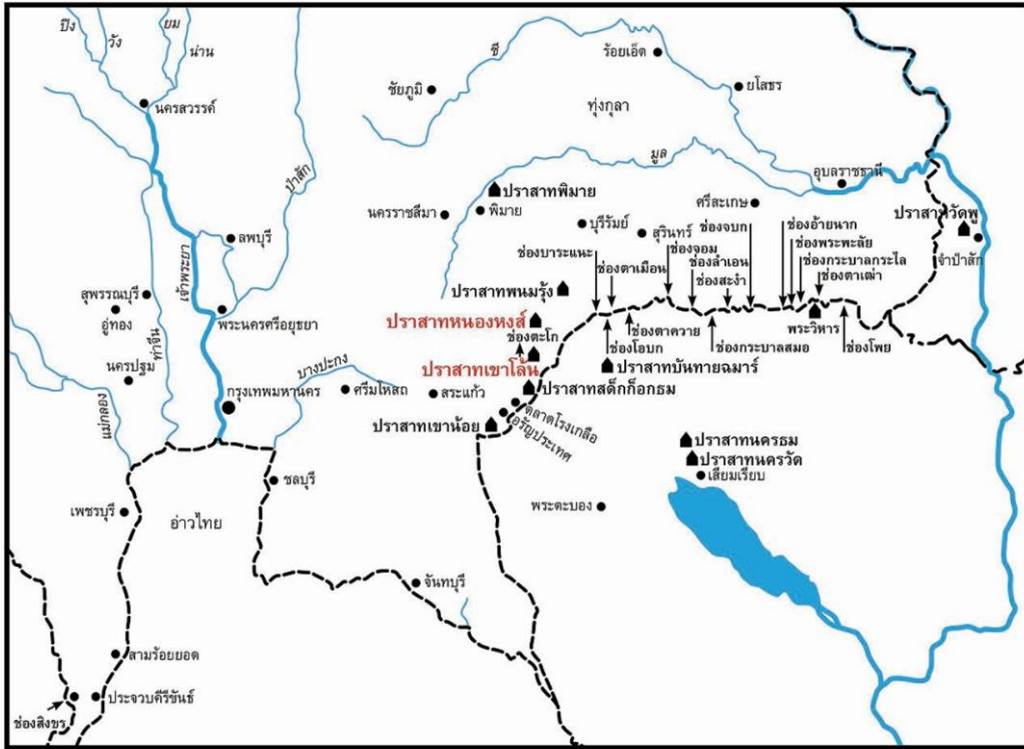 ปิง
วัง
ยม
น่าน
ชี
ร้อยเอ็ด
ชัยภูมิ
ยโสธร
นครสวรรค์
ทุ่งกุลา
มูล
ป่าสัก
อุบลราชธานี
ปราสาทพิมาย
นครราชสีมา
พิมาย
ศรีสะเกษ
ปราสาทวัดพู
บุรีรัมย์
สุรินทร์
ช่องจบก
ช่องอ้ายนาก
ลพบุรี
ช่องจอม
ช่องพระพะลัย
ช่องบาระแนะ
ช่องลำเอน
ช่องกระบาลกะไล
จำปาสัก
เจ้าพระยา
ช่องตาเมือน
ช่องสะงำ
ช่องตาเฒ่า
สุพรรณบุรี
ปราสาทพนมรุ้ง
อู่ทอง
พระนครศรีอยุธยา
ปราสาทหนองหงส์
ท่าจีน
ช่องตะโก
ช่องตาควาย
พระวิหาร
ช่องโอบก
ช่องกระบาลสมอ
ช่องโพย
นครปฐม
บางปะกง
ปราสาทเขาโล้น
ปราสาทบันทายฉมาร์
กรุงเทพมหานคร
ศรีมโหสถ
สระแก้ว
ปราสาทสด๊กก็อกธม
แม่กลอง
ตลาดโรงเกลือ
ปราสาทเขาน้อย
อรัญประเทศ
ปราสาทนครธม
ปราสาทนครวัด
ชลบุรี
เสียมเรียบ
เพชรบุรี
อ่าวไทย
พระตะบอง
จันทบุรี
สามร้อยยอด
ประจวบคีรีขันธ์
ช่องสิงขร